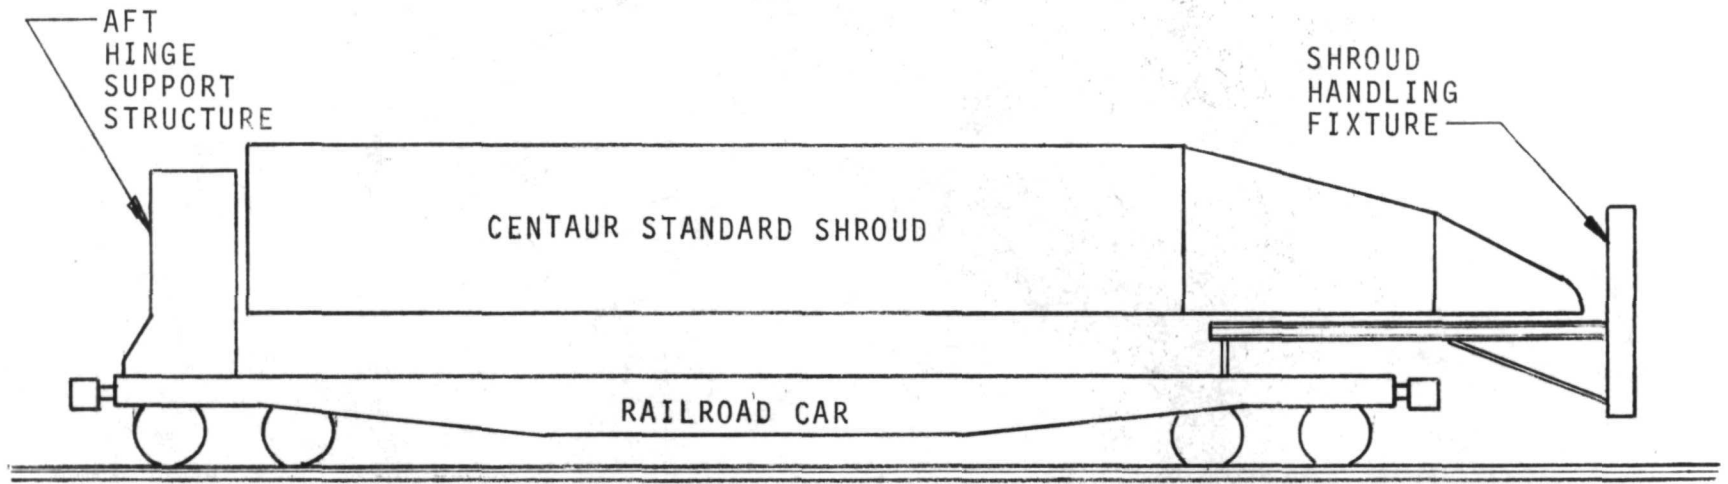 AFT
HINGE
SUPPORT
STRUCTURE
SHROUD
HANDLING
FIXTURE
CENTAUR STANDARD SHROUD
RAILROAD CAR